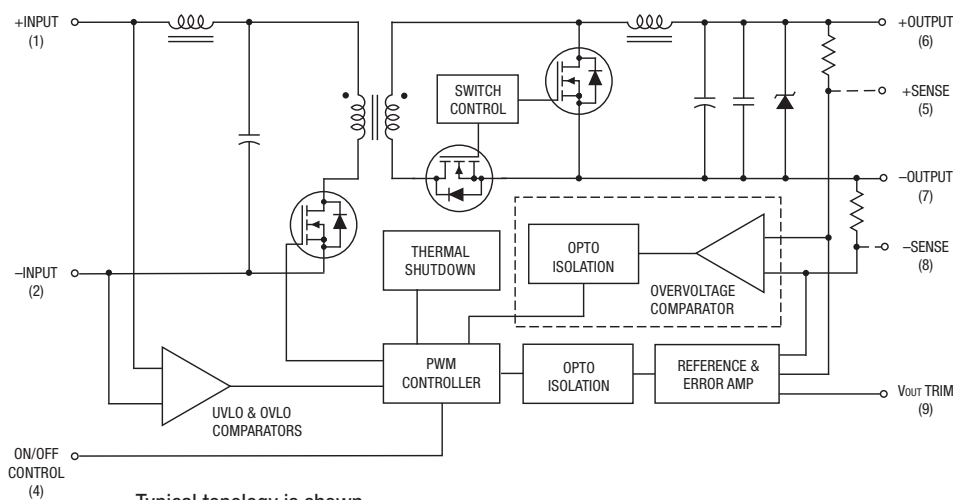 +INPUT
(1)
+OUTPUT
(6)
SWITCH
CONTROL
+SENSE
(5)
–OUTPUT
(7)
–INPUT
(2)
THERMAL
SHUTDOWN
OPTO
ISOLATION
OVERVOLTAGE
COMPARATOR
–SENSE
(8)
PWM
CONTROLLER
OPTO
ISOLATION
REFERENCE &
ERROR AMP
UVLO & OVLO
COMPARATORS
VOUT TRIM
(9)
ON/OFF
CONTROL
(4)
Typical topology is shown